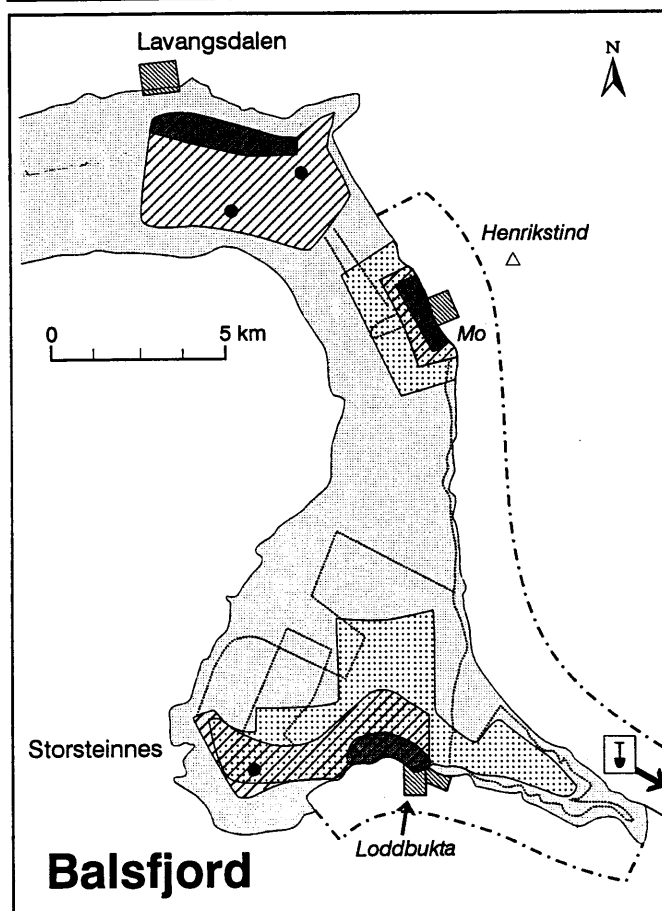 Lavangsdalen
N
Henrikstind
0 5 km
Mo
Storsteinnes
Loddbukta
Balsfjord